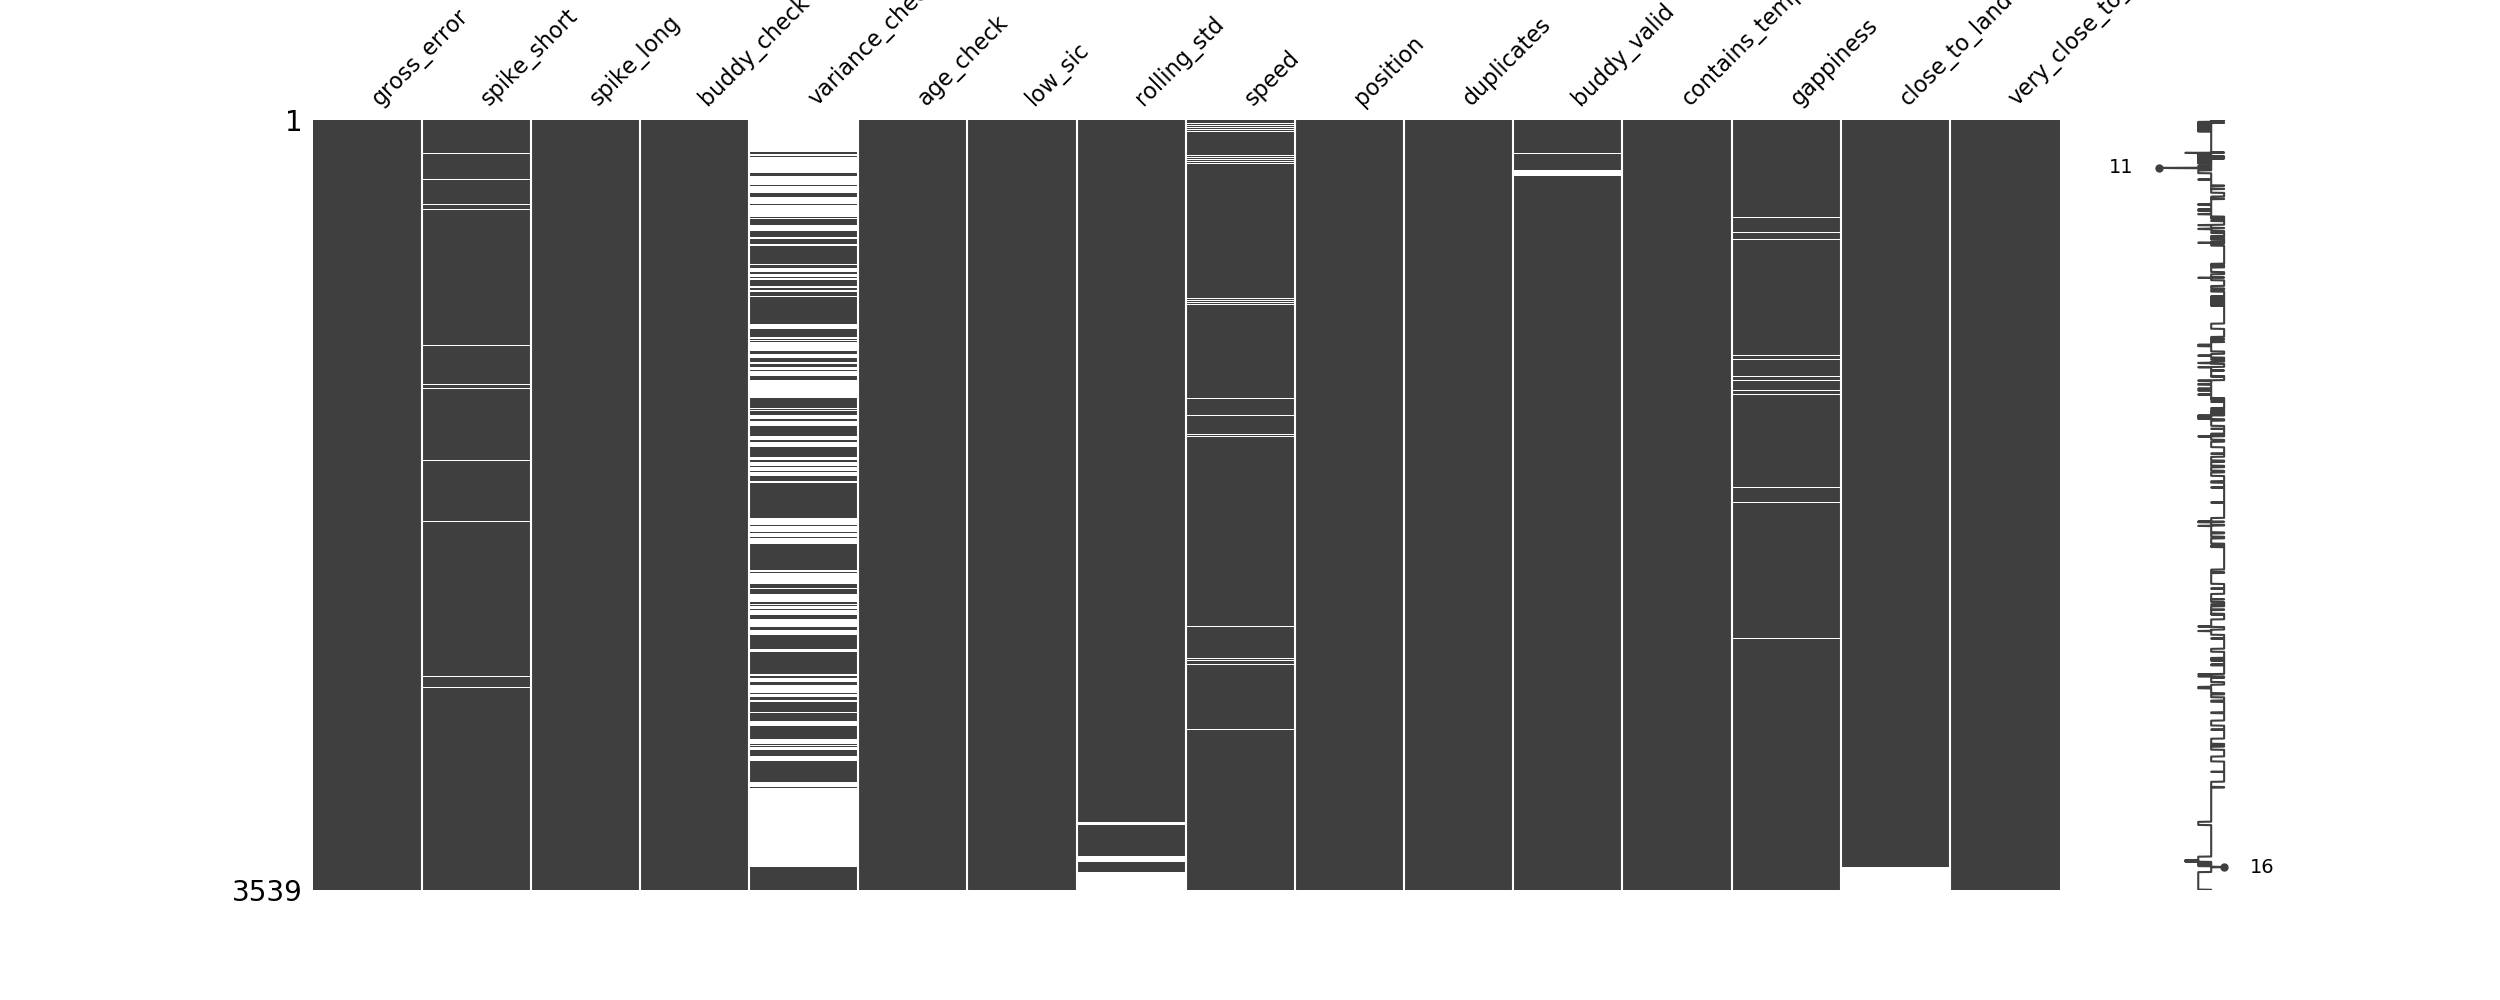 gross_error
spike_short
spike_long
buddy_check
variance_che
age_check
low_sic
rolling_std
speed
position
duplicates
buddy_valid
contains_temp
gappiness
close_to_land
very_close_to_
1
11
16
3539